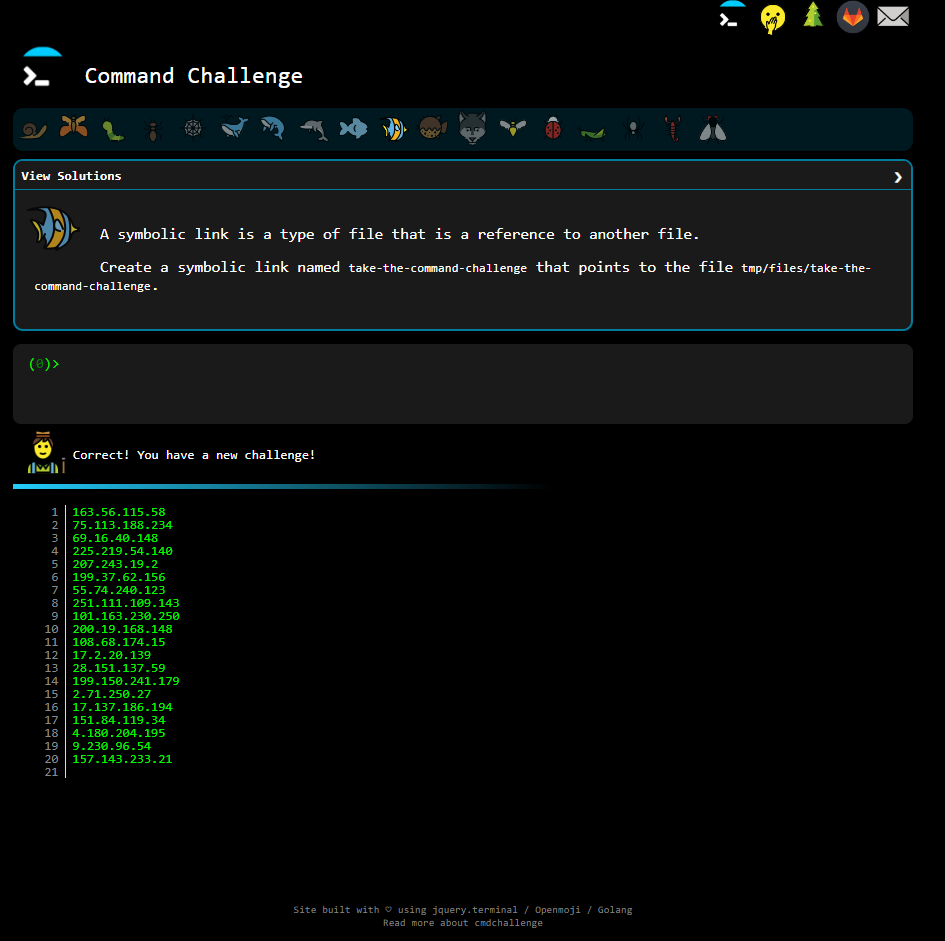 Command Challenge
View Solutions
A symbolic link is a type of file that is a reference to another file.
Create a symbolic link named take-the-command-challenge that points to the file tmp/files/take-the-
command-challenge.
(0)>
Correct! You have a new challenge!
1 163.56.115.58
2 75.113.188.234
3 69.16.40.148
4 225.219.54.140
5 207.243.19.2
6 199.37.62.156
7 55.74.240.123
8 251.111.109.143
9 101.163.230.250
10 200.19.168.148
11 108.68.174.15
12 17.2.20.139
13 28.151.137.59
14 199.150.241.179
15 2.71.250.27
16 17.137.186.194
17 151.84.119.34
18 4.180.204.195
19 9.230.96.54
20 157.143.233.21
21
Site built with ♡ using jquery.terminal / Openmoji / Golang
Read more about cmdchallenge